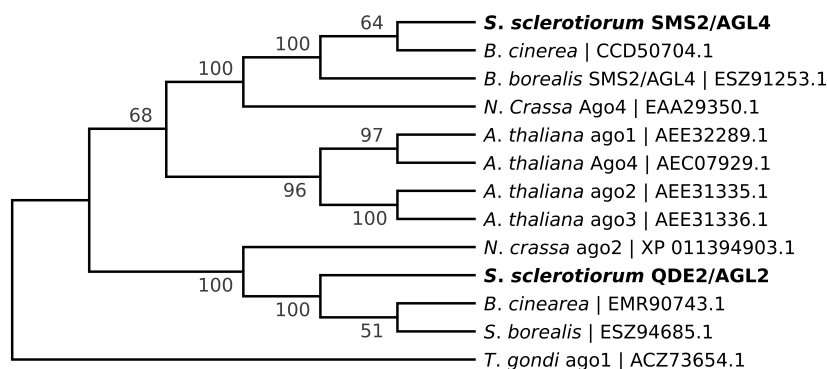 64
S. sclerotiorum SMS2/AGL4
100
B. cinerea | CCD50704.1
100
B. borealis SMS2/AGL4 | ESZ91253.1
68
N. Crassa Ago4 | EAA29350.1
97
A. thaliana ago1 | AEE32289.1
A. thaliana Ago4 | AEC07929.1
96
A. thaliana ago2 | AEE31335.1
100
A. thaliana ago3 | AEE31336.1
N. crassa ago2 | XP 011394903.1
100
S. sclerotiorum QDE2/AGL2
100
B. cinearea | EMR90743.1
51
S. borealis | ESZ94685.1
T. gondi ago1 | ACZ73654.1